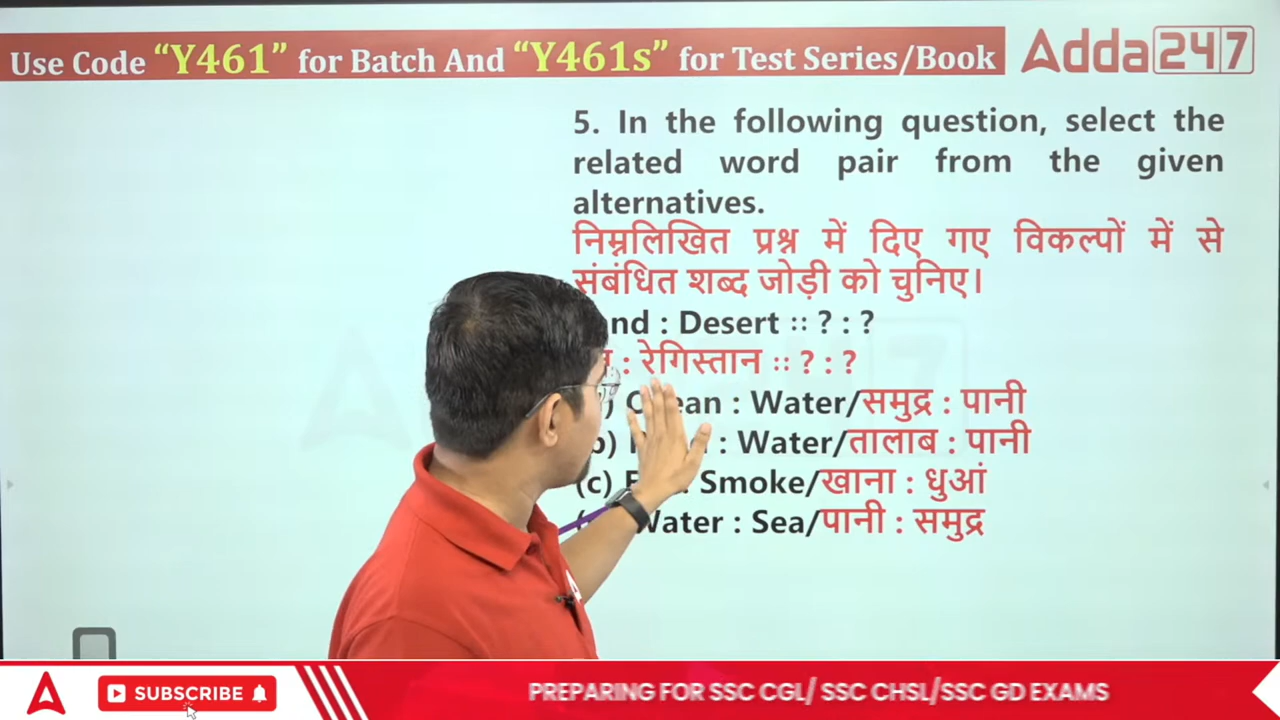 Use Code “Y461” for Batch And “Y461s” for Test Series/Book
Adda247
5. In the following question, select the
related word pair from the given
alternatives.
निम्नलिखित प्रश्न में दिए गए विकल्पों में से
संबंधित शब्द जोड़ी को चुनिए।
: Desert :: ? : ?
: रेगिस्तान :: ? : ?
: Water/समुद्र : पानी
: Water/तालाब : पानी
(c) Smoke/खाना : धुआं
Water : Sea/पानी : समुद्र
SUBSCRIBE
PREPARING FOR SSC CGL/ SSC CHSL/SSC GD EXAMS